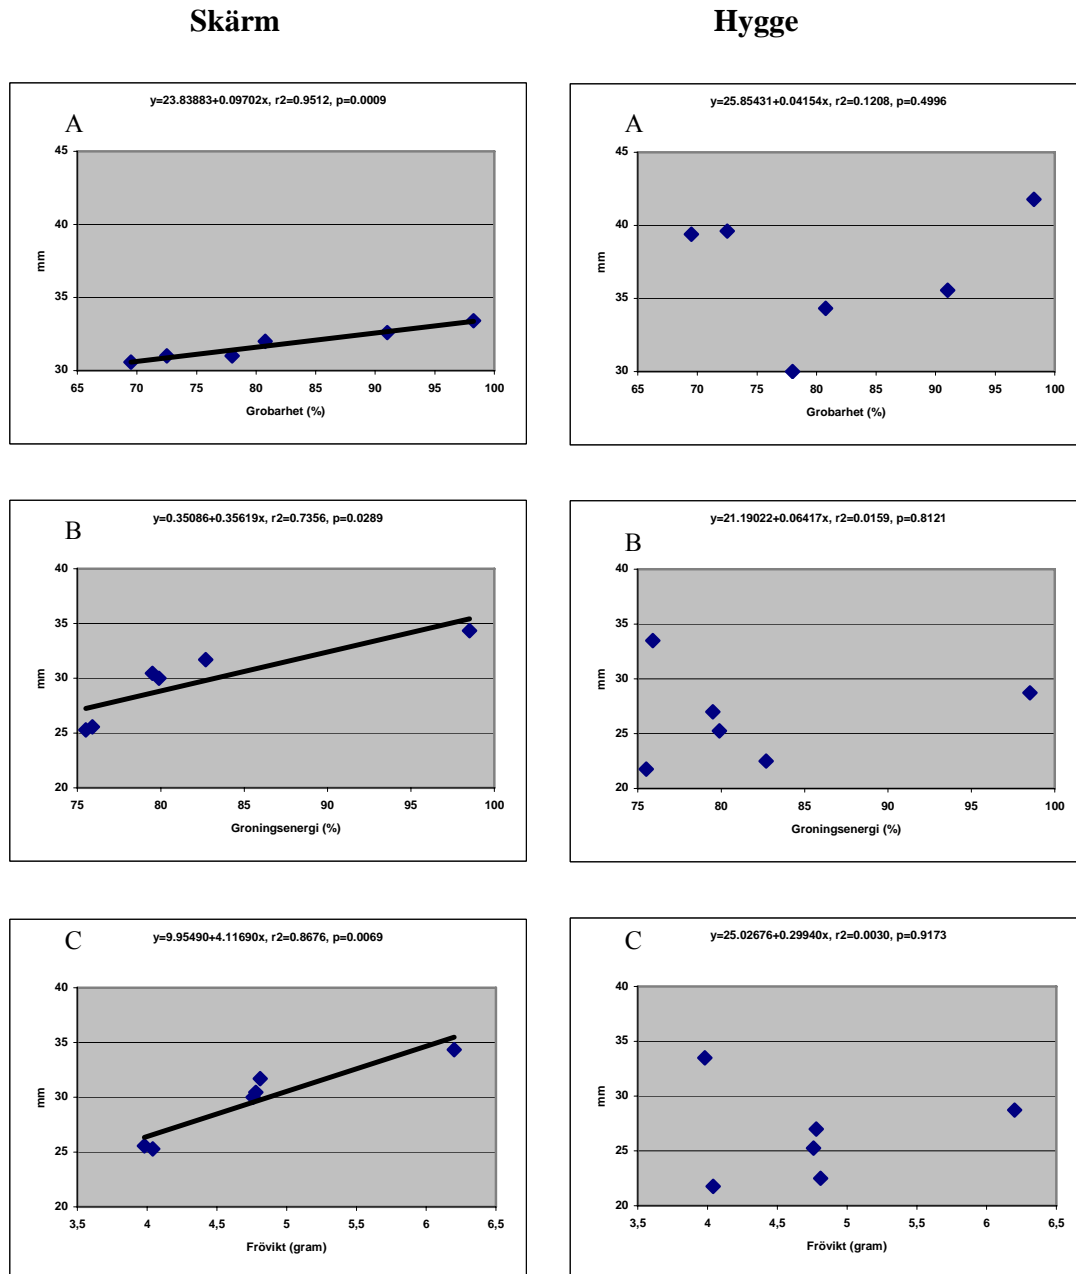 Skärm
Hygge
y=23.83883+0.09702x, r2=0.9512, p=0.0009
A
45
40
35
30
mm
65 70 75 80 85 90 95 100
Grobarhet (%)
y=25.85431+0.04154x, r2=0.1208, p=0.4996
A
45
40
35
30
mm
65 70 75 80 85 90 95 100
Grobarhet (%)
y=0.35086+0.35619x, r2=0.7356, p=0.0289
B
40
35
30
25
20
mm
75 80 85 90 95 100
Groningsenergi (%)
y=21.19022+0.06417x, r2=0.0159, p=0.8121
B
40
35
30
25
20
mm
75 80 85 90 95 100
Groningsenergi (%)
y=9.95490+4.11690x, r2=0.8676, p=0.0069
C
40
35
30
25
20
mm
3,5 4 4,5 5 5,5 6 6,5
Frövikt (gram)
y=25.02676+0.29940x, r2=0.0030, p=0.9173
C
40
35
30
25
20
mm
3,5 4 4,5 5 5,5 6 6,5
Frövikt (gram)